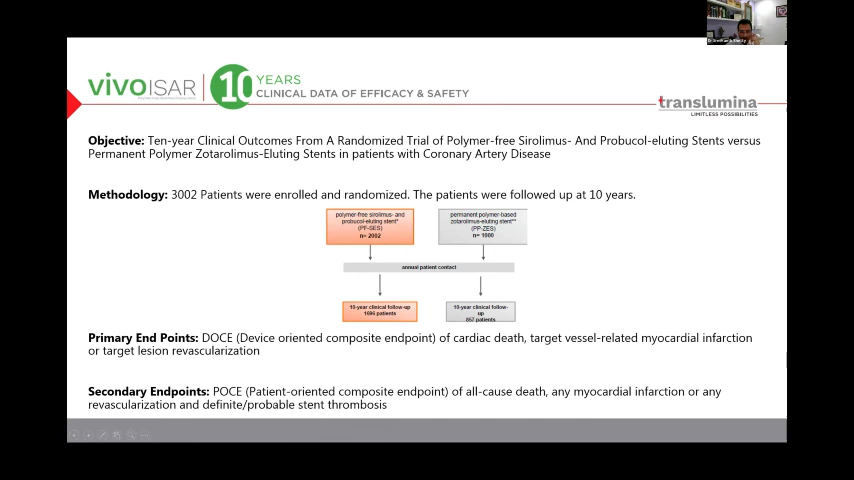 vivo ISAR
10 YEARS
CLINICAL DATA OF EFFICACY & SAFETY
translumina
LIMITLESS POSSIBILITIES
Objective: Ten-year Clinical Outcomes From A Randomized Trial of Polymer-free Sirolimus- And Probucol-eluting Stents versus
Permanent Polymer Zotarolimus-Eluting Stents in patients with Coronary Artery Disease
Methodology: 3002 Patients were enrolled and randomized. The patients were followed up at 10 years.
polymer-free sirolimus- and
probucol-eluting stent*
(PF-SES)
n= 2002
permanent polymer-based
zotarolimus-eluting stent**
(PP-ZES)
n= 1000
annual patient contact
10-year clinical follow-up
1696 patients
10-year clinical follow-
up
857 patients
Primary End Points: DOCE (Device oriented composite endpoint) of cardiac death, target vessel-related myocardial infarction
or target lesion revascularization
Secondary Endpoints: POCE (Patient-oriented composite endpoint) of all-cause death, any myocardial infarction or any
revascularization and definite/probable stent thrombosis